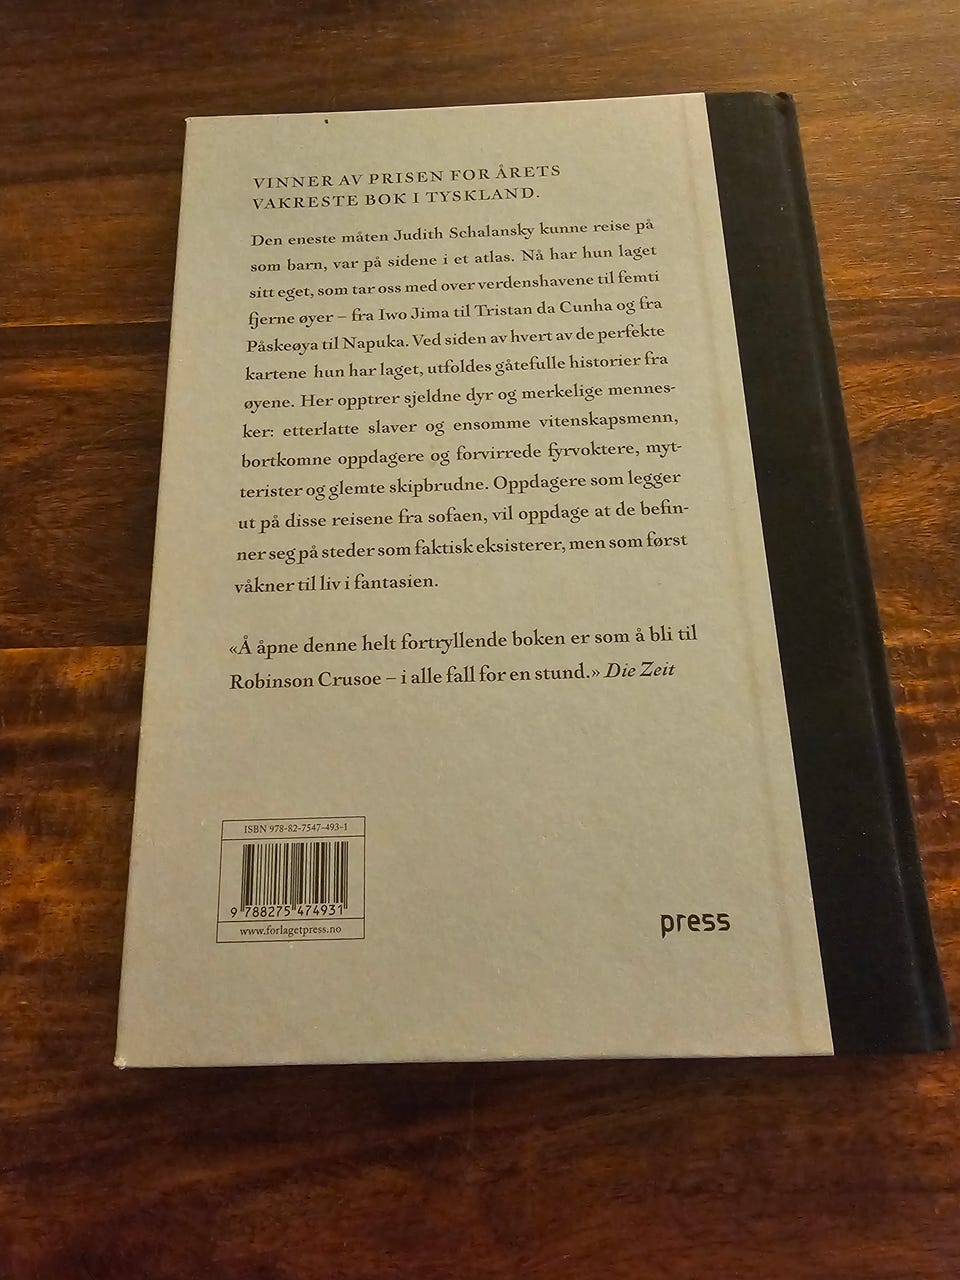 VINNER AV PRISEN FOR ÅRETS
VAKRESTE BOK I TYSKLAND.
Den eneste måten Judith Schalansky kunne reise på
som barn, var på sidene i et atlas. Nå har hun laget
sitt eget, som tar oss med over verdenshavene til femti
fjerne øyer – fra Iwo Jima til Tristan da Cunha og fra
Påskeøya til Napuka. Ved siden av hvert av de perfekte
kartene hun har laget, utfoldes gåtefulle historier fra
øyene. Her opptrer sjeldne dyr og merkelige mennes-
ker: etterlatte slaver og ensomme vitenskapsmenn,
bortkomne oppdagere og forvirrede fyrvoktere, myt-
terister og glemte skipbrudne. Oppdagere som legger
ut på disse reisene fra sofaen, vil oppdage at de befin-
ner seg på steder som faktisk eksisterer, men som først
våkner til liv i fantasien.
«Å åpne denne helt fortryllende boken er som å bli til
Robinson Crusoe – i alle fall for en stund.» Die Zeit
ISBN 978-82-7547-493-1
9 788275 474931
www.forlagetpress.no
press